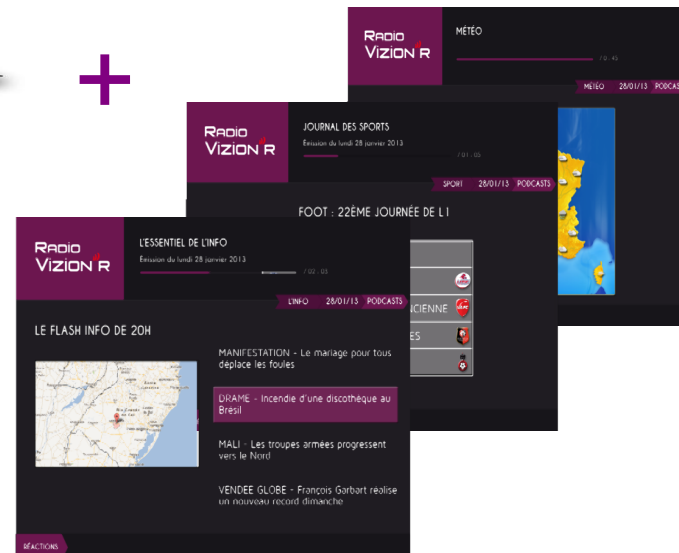 RADIO
VIZION'R
MÉTÉO
/ 0 : 45
MÉTÉO 28/01/13 PODCAS
RADIO
VIZION'R
JOURNAL DES SPORTS
Émission du lundi 28 janvier 2013
/ 01 : 05
SPORT 28/01/13 PODCASTS
FOOT : 22ÈME JOURNÉE DE L1
CIENNE
ES
RADIO
VIZION'R
L'ESSENTIEL DE L'INFO
Émission du lundi 28 janvier 2013
/ 02 : 05
L'INFO 28/01/13 PODCASTS
LE FLASH INFO DE 20H
MANIFESTATION - Le mariage pour tous
déplace les foules
DRAME - Incendie d'une discothèque au
Brésil
MALI - Les troupes armées progressent
vers le Nord
VENDEE GLOBE - François Garbart réalise
un nouveau record dimanche
RÉACTIONS